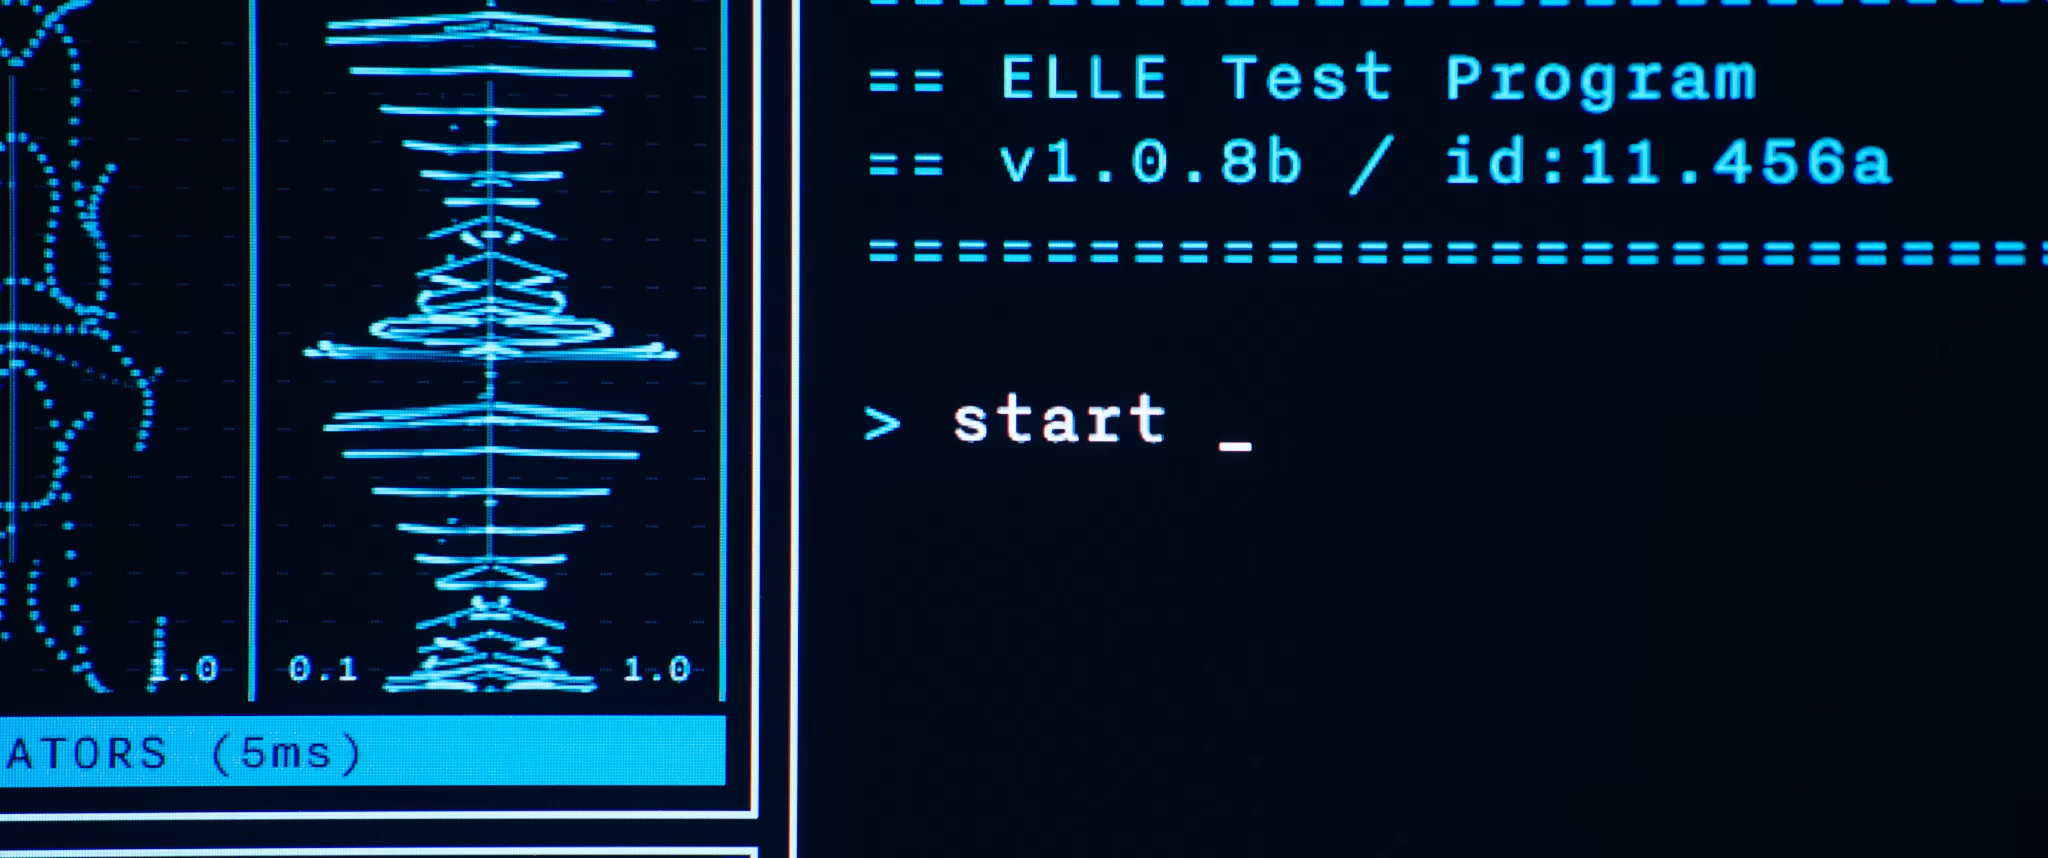 1.0 0.1 1.0
ATORS (5ms)
== ELLE Test Program
== v1.0.8b / id:11.456a
===========================
> start _